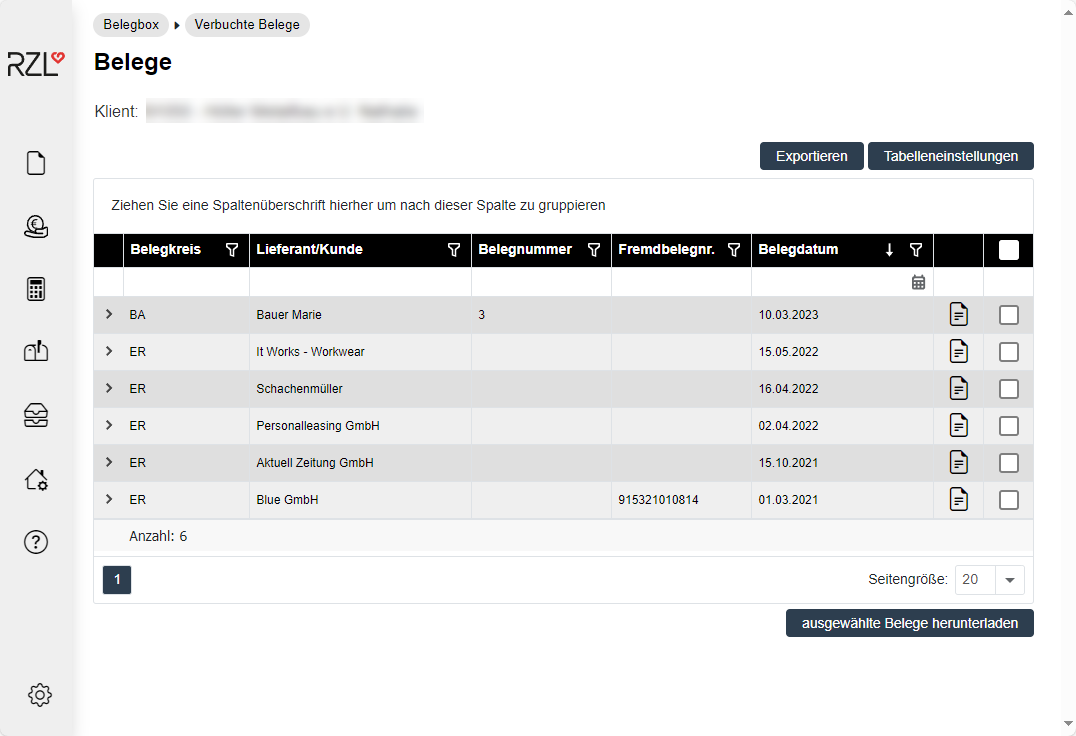 Belegbox Verbuchte Belege
RZL
Belege
Klient:
Exportieren Tabelleneinstellungen
Ziehen Sie eine Spaltenüberschrift hierher um nach dieser Spalte zu gruppieren
Belegkreis Lieferant/Kunde Belegnummer Fremdbelegnr. Belegdatum
BA Bauer Marie 3 10.03.2023
ER It Works - Workwear 15.05.2022
ER Schachenmüller 16.04.2022
ER Personalleasing GmbH 02.04.2022
ER Aktuell Zeitung GmbH 15.10.2021
ER Blue GmbH 915321010814 01.03.2021
Anzahl: 6
1 Seitengröße: 20
ausgewählte Belege herunterladen